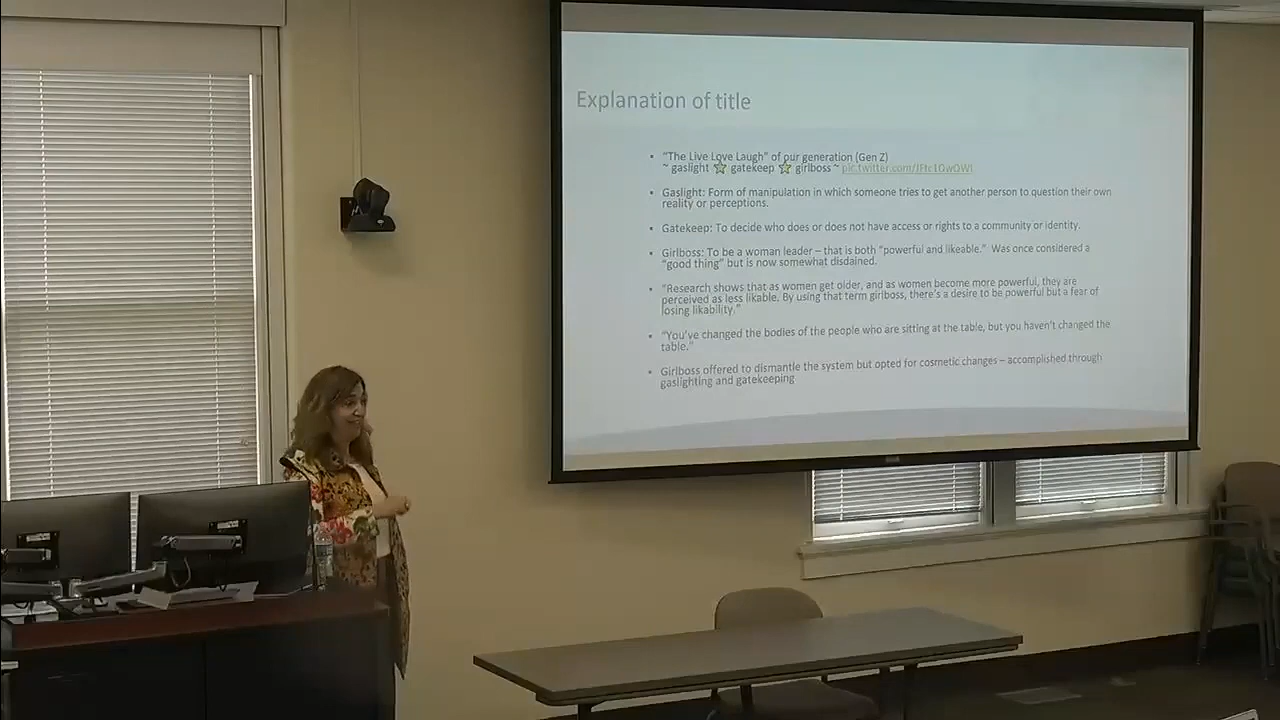 Explanation of title
• "The Live Love Laugh" of our generation (Gen Z)
~ gaslight ⭐ gatekeep ⭐ girlboss ~
• Gaslight: Form of manipulation in which someone tries to get another person to question their own
reality or perceptions.
• Gatekeep: To decide who does or does not have access or rights to a community or identity.
• Girlboss: To be a woman leader – that is both "powerful and likeable." Was once considered a
"good thing" but is now somewhat disdained.
• "Research shows that as women get older, and as women become more powerful, they are
perceived as less likable. By using that term girlboss, there's a desire to be powerful but a fear of
losing likability."
• "You've changed the bodies of the people who are sitting at the table, but you haven't changed the
table."
• Girlboss offered to dismantle the system but opted for cosmetic changes – accomplished through
gaslighting and gatekeeping